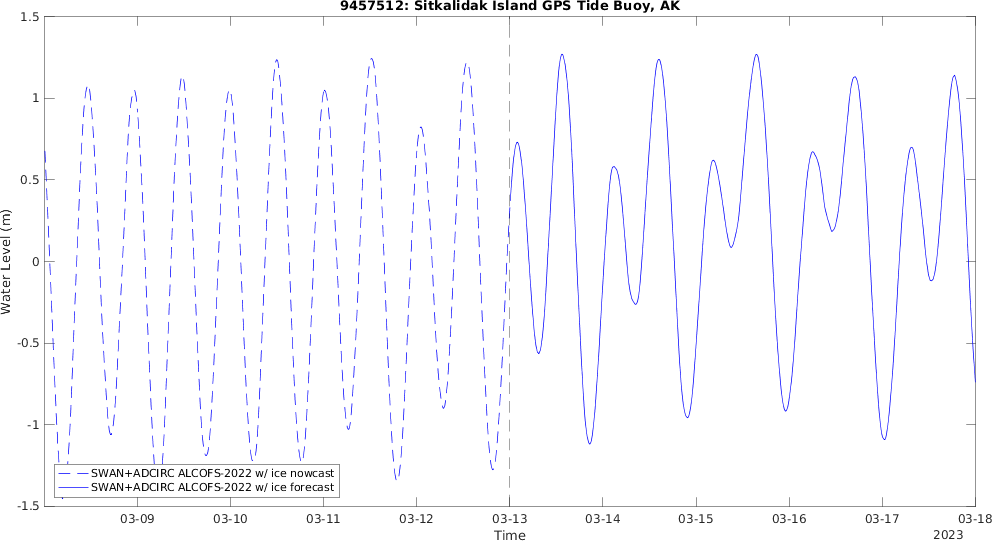 9457512: Sitkalidak Island GPS Tide Buoy, AK
1.5
1
0.5
0
-0.5
-1
-1.5
Water Level (m)
SWAN+ADCIRC ALCOFS-2022 w/ ice nowcast
SWAN+ADCIRC ALCOFS-2022 w/ ice forecast
03-09 03-10 03-11 03-12 03-13 03-14 03-15 03-16 03-17 03-18
Time
2023